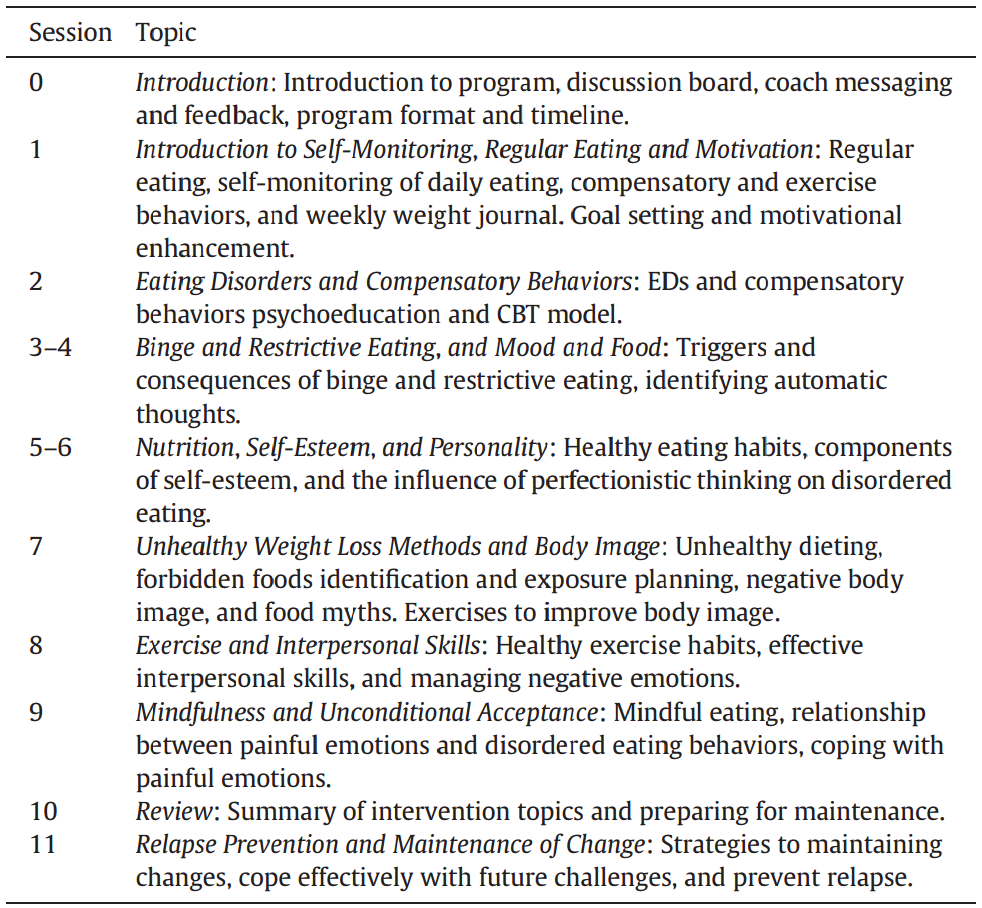 Session Topic
0 Introduction: Introduction to program, discussion board, coach messaging
and feedback, program format and timeline.
1 Introduction to Self-Monitoring, Regular Eating and Motivation: Regular
eating, self-monitoring of daily eating, compensatory and exercise
behaviors, and weekly weight journal. Goal setting and motivational
enhancement.
2 Eating Disorders and Compensatory Behaviors: EDs and compensatory
behaviors psychoeducation and CBT model.
3–4 Binge and Restrictive Eating, and Mood and Food: Triggers and
consequences of binge and restrictive eating, identifying automatic
thoughts.
5–6 Nutrition, Self-Esteem, and Personality: Healthy eating habits, components
of self-esteem, and the influence of perfectionistic thinking on disordered
eating.
7 Unhealthy Weight Loss Methods and Body Image: Unhealthy dieting,
forbidden foods identification and exposure planning, negative body
image, and food myths. Exercises to improve body image.
8 Exercise and Interpersonal Skills: Healthy exercise habits, effective
interpersonal skills, and managing negative emotions.
9 Mindfulness and Unconditional Acceptance: Mindful eating, relationship
between painful emotions and disordered eating behaviors, coping with
painful emotions.
10 Review: Summary of intervention topics and preparing for maintenance.
11 Relapse Prevention and Maintenance of Change: Strategies to maintaining
changes, cope effectively with future challenges, and prevent relapse.